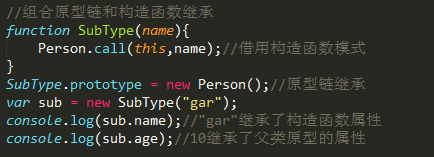 //组合原型链和构造函数继承
function SubType(name){
    Person.call(this,name);//借用构造函数模式
}
SubType.prototype = new Person();//原型链继承
var sub = new SubType("gar");
console.log(sub.name);//"gar"继承了构造函数属性
console.log(sub.age);//10继承了父类原型的属性